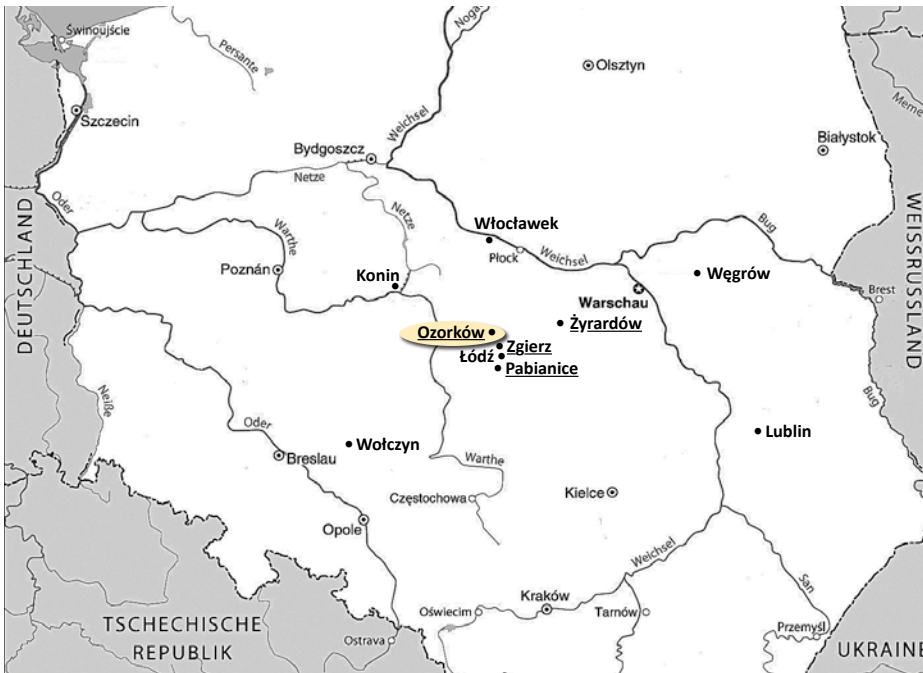 Świnoujście
Persante
Nogat
Olsztyn
Szczecin
Weichsel
Memel
Bydgoszcz
Białystok
Netze
Oder
DEUTSCHLAND
WEISSRUSSLAND
Warthe
Netze
Włocławek
Bug
Płock
Weichsel
Poznán
Konin
Węgrów
Brest
Warschau
Ozorków
Żyrardów
Zgierz
Łódź
Pabianice
Neiße
Bug
Oder
Wołczyn
Lublin
Breslau
Warthe
Częstochowa
Kielce
Opole
Weichsel
San
Kraków
Oświecim
Tarnów
TSCHECHISCHE
REPUBLIK
Ostrava
Przemyśl
UKRAINE